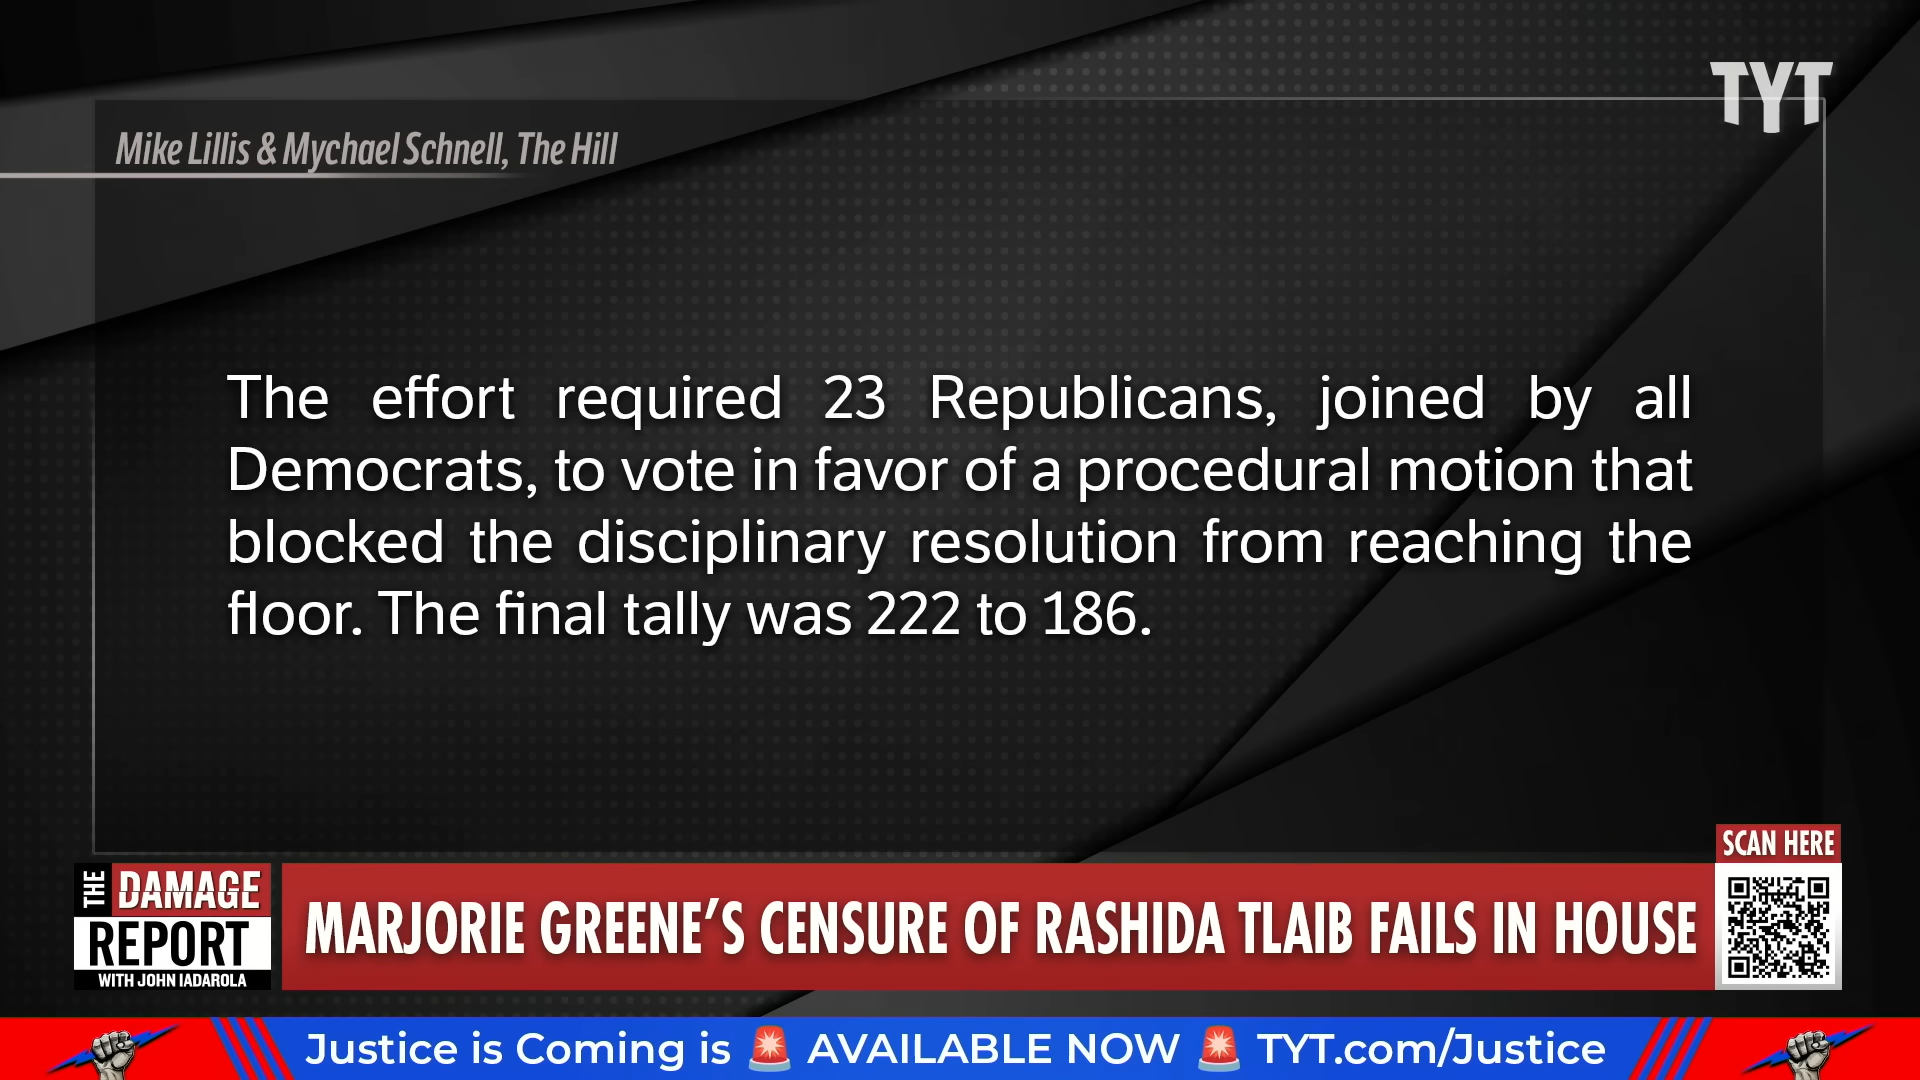 TYT
Mike Lillis & Mychael Schnell, The Hill
The effort required 23 Republicans, joined by all
Democrats, to vote in favor of a procedural motion that
blocked the disciplinary resolution from reaching the
floor. The final tally was 222 to 186.
SCAN HERE
THE DAMAGE
REPORT
WITH JOHN IADAROLA
MARJORIE GREENE’S CENSURE OF RASHIDA TLAIB FAILS IN HOUSE
Justice is Coming is 🚨 AVAILABLE NOW 🚨 TYT.com/Justice